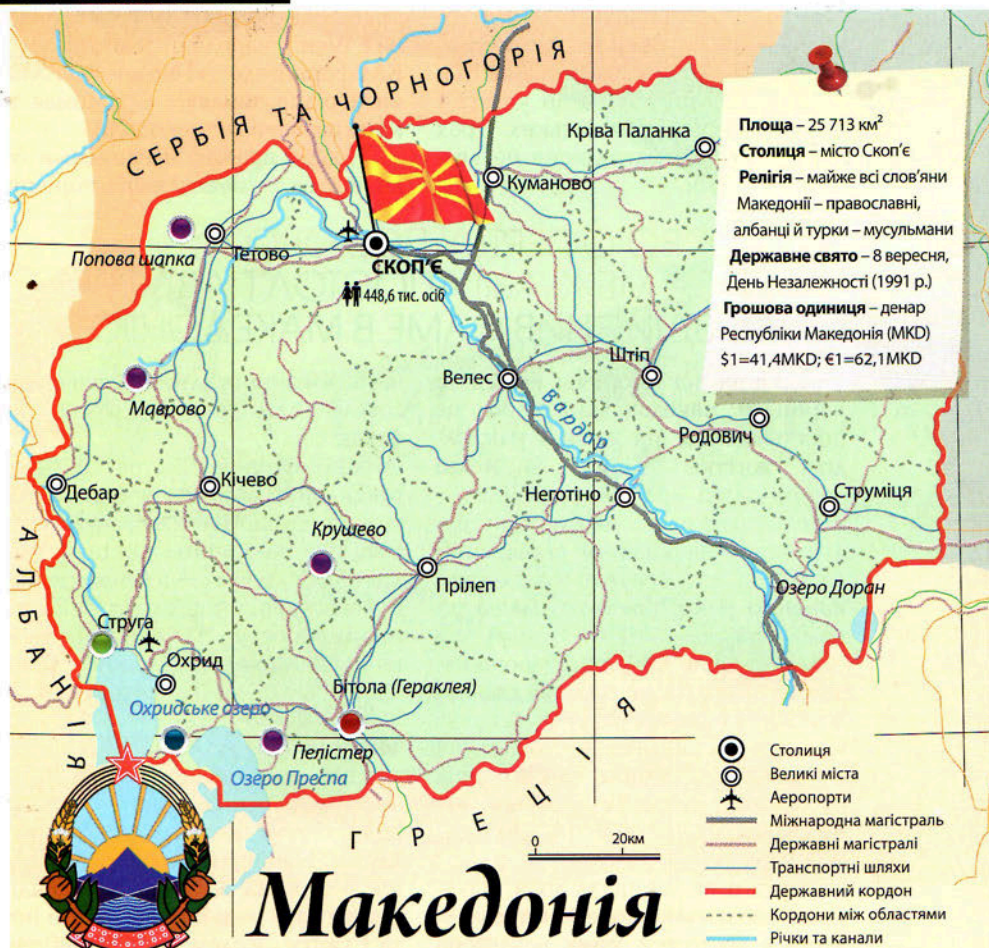 СЕРБІЯ ТА ЧОРНОГОРІЯ
Площа – 25 713 км²
Столиця – місто Скоп'є
Релігія – майже всі слов'яни
Македонії – православні,
албанці й турки – мусульмани
Державне свято – 8 вересня,
День Незалежності (1991 р.)
Грошова одиниця – денар
Республіки Македонія (MKD)
$1=41,4MKD; €1=62,1MKD
Кріва Паланка
Куманово
Попова шапка
Тетово
СКОП'Є
448,6 тис. осіб
Штіп
Велес
Маврово
Вардар
Родович
Дебар
Кічево
Неготіно
Струміца
Крушево
Прілеп
Озеро Доран
АЛБАНІЯ
Струга
Охрид
Бітола (Гераклея)
Охридське озеро
Пелістер
Озеро Преспа
ГРЕЦІЯ
0 20км
Столиця
Великі міста
Аеропорти
Міжнародна магістраль
Державні магістралі
Транспортні шляхи
Державний кордон
Кордони між областями
Річки та канали
Македонія